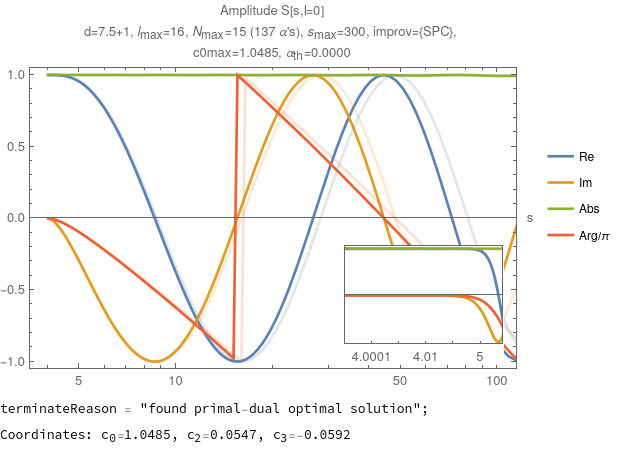 Amplitude S[s,l=0]
d=7.5+1, lmax=16, Nmax=15 (137 α's), smax=300, improv={SPC},
c0max=1.0485, αth=0.0000
1.0
0.5
0.0
-0.5
-1.0
5
10
50
100
s
4.0001
4.01
5
Re
Im
Abs
Arg/π
terminateReason = "found primal-dual optimal solution";
Coordinates: c0=1.0485, c2=0.0547, c3=-0.0592